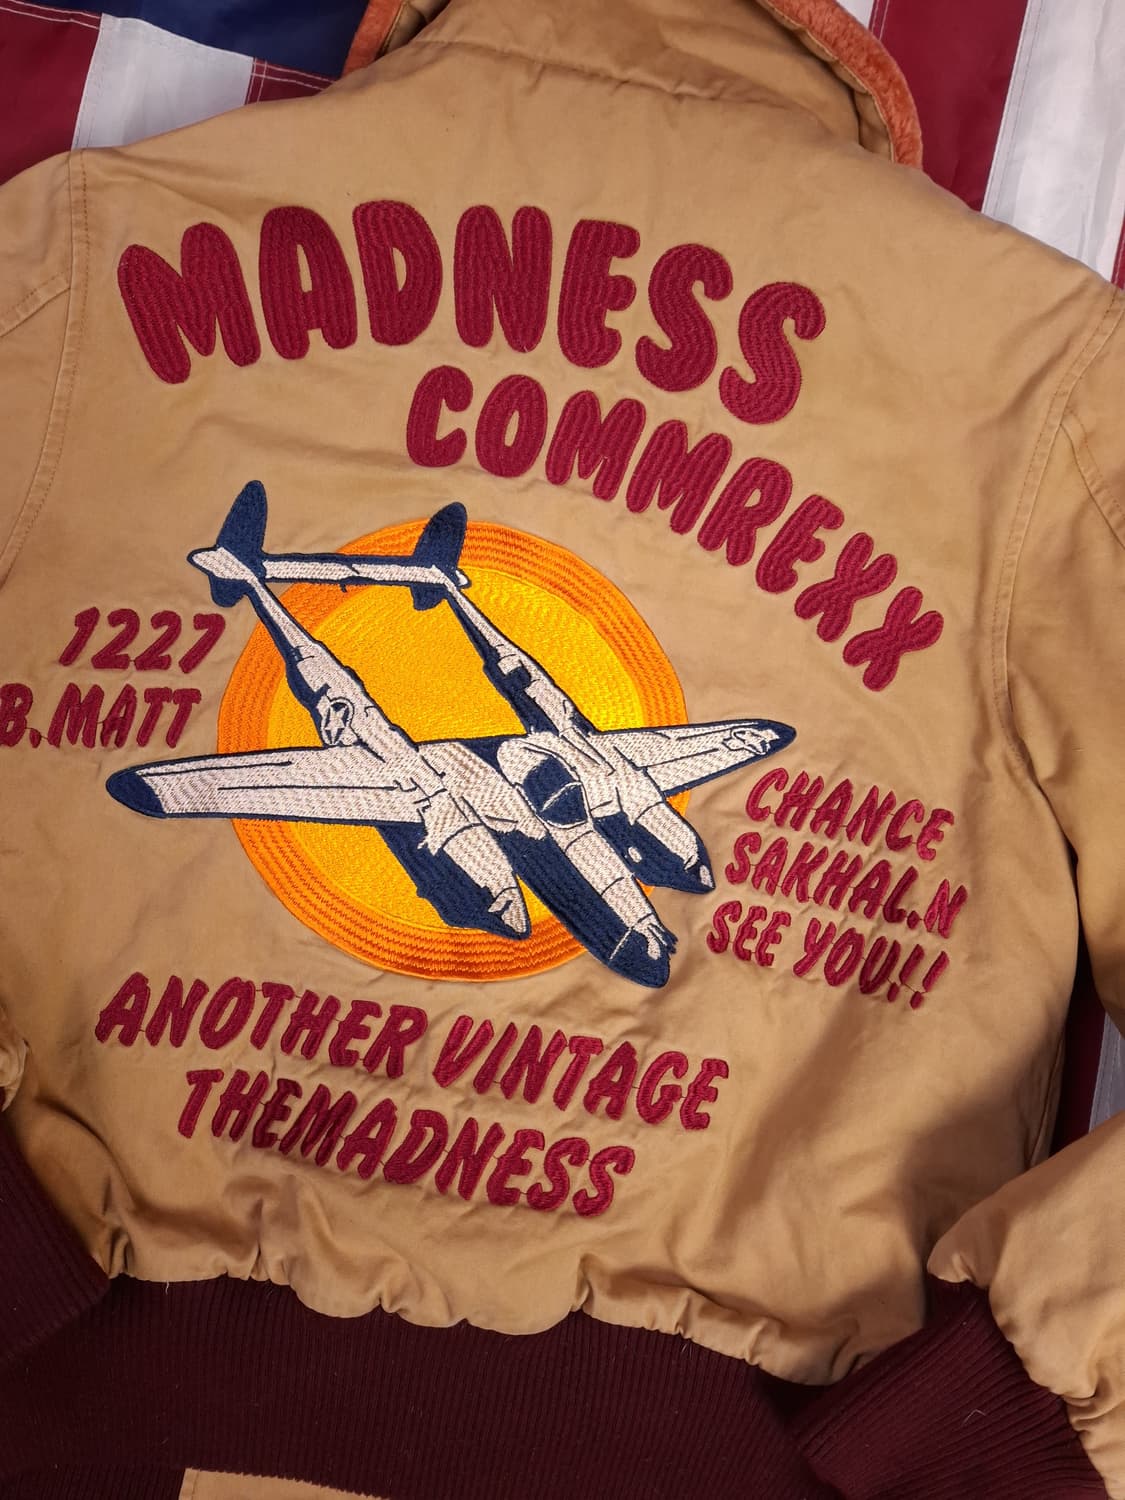 MADNESS
COMMREXX
1227
B.MATT
CHANCE
SAKHAL.N
SEE YOU!!
ANOTHER VINTAGE
THEMADNESS